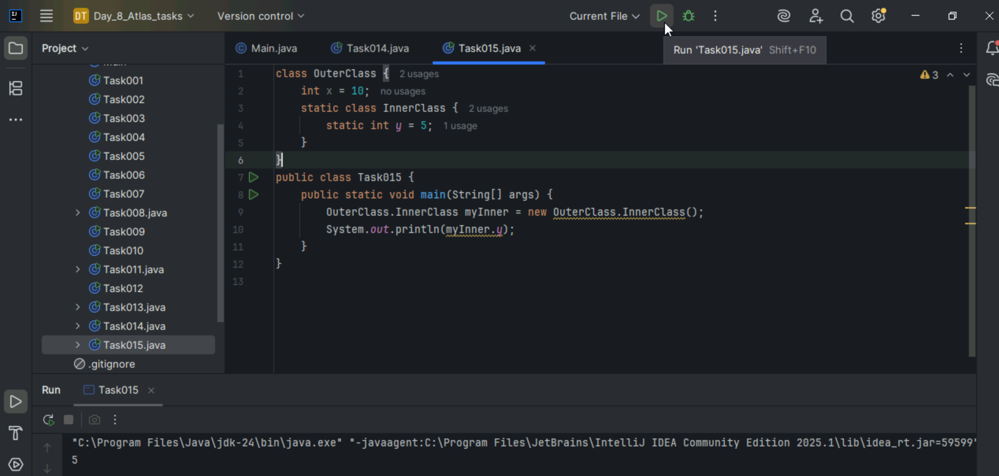 DT Day_8_Atlas_tasks Version control Current File
Project Main.java Task014.java Task015.java Run 'Task015.java' Shift+F10
Task001
Task002
Task003
Task004
Task005
Task006
Task007
Task008.java
Task009
Task010
Task011.java
Task012
Task013.java
Task014.java
Task015.java
.gitignore
1 class OuterClass { 2 usages
2 int x = 10; no usages
3 static class InnerClass { 2 usages
4 static int y = 5; 1 usage
5 }
6 }
7 public class Task015 {
8 public static void main(String[] args) {
9 OuterClass.InnerClass myInner = new OuterClass.InnerClass();
10 System.out.println(myInner.y);
11 }
12 }
13
3
Run Task015
"C:\Program Files\Java\jdk-24\bin\java.exe" "-javaagent:C:\Program Files\JetBrains\IntelliJ IDEA Community Edition 2025.1\lib\idea_rt.jar=59599"
5